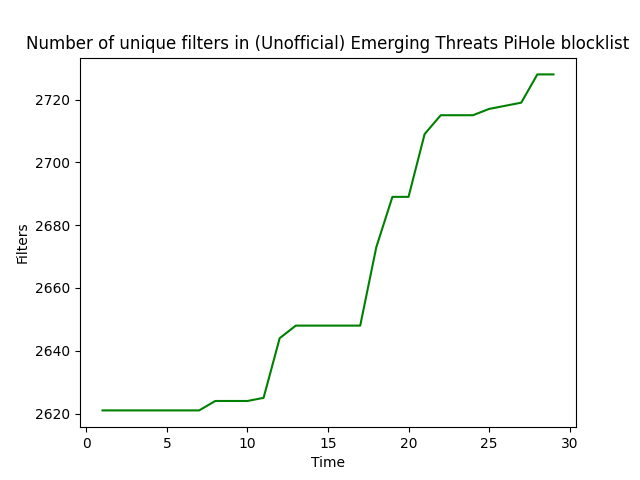 Number of unique filters in (Unofficial) Emerging Threats PiHole blocklist
2720
2700
2680
2660
2640
2620
Filters
0 5 10 15 20 25 30
Time